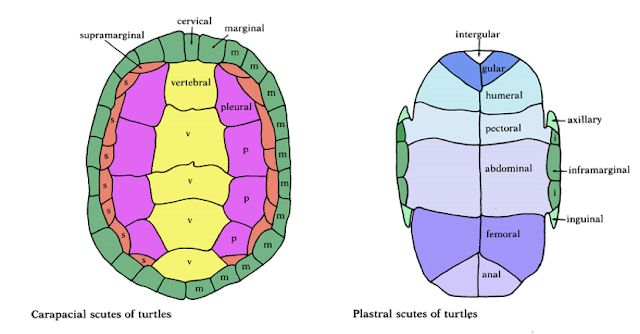 cervical
supramarginal
marginal
m
m
m
m
m
m
m
m
m
m
m
s
s
s
s
s
s
vertebral
pleural
v
p
v
p
v
p
v
Carapacial scutes of turtles
intergular
gular
humeral
pectoral
axillary
i
abdominal
inframarginal
i
inguinal
femoral
anal
Plastral scutes of turtles